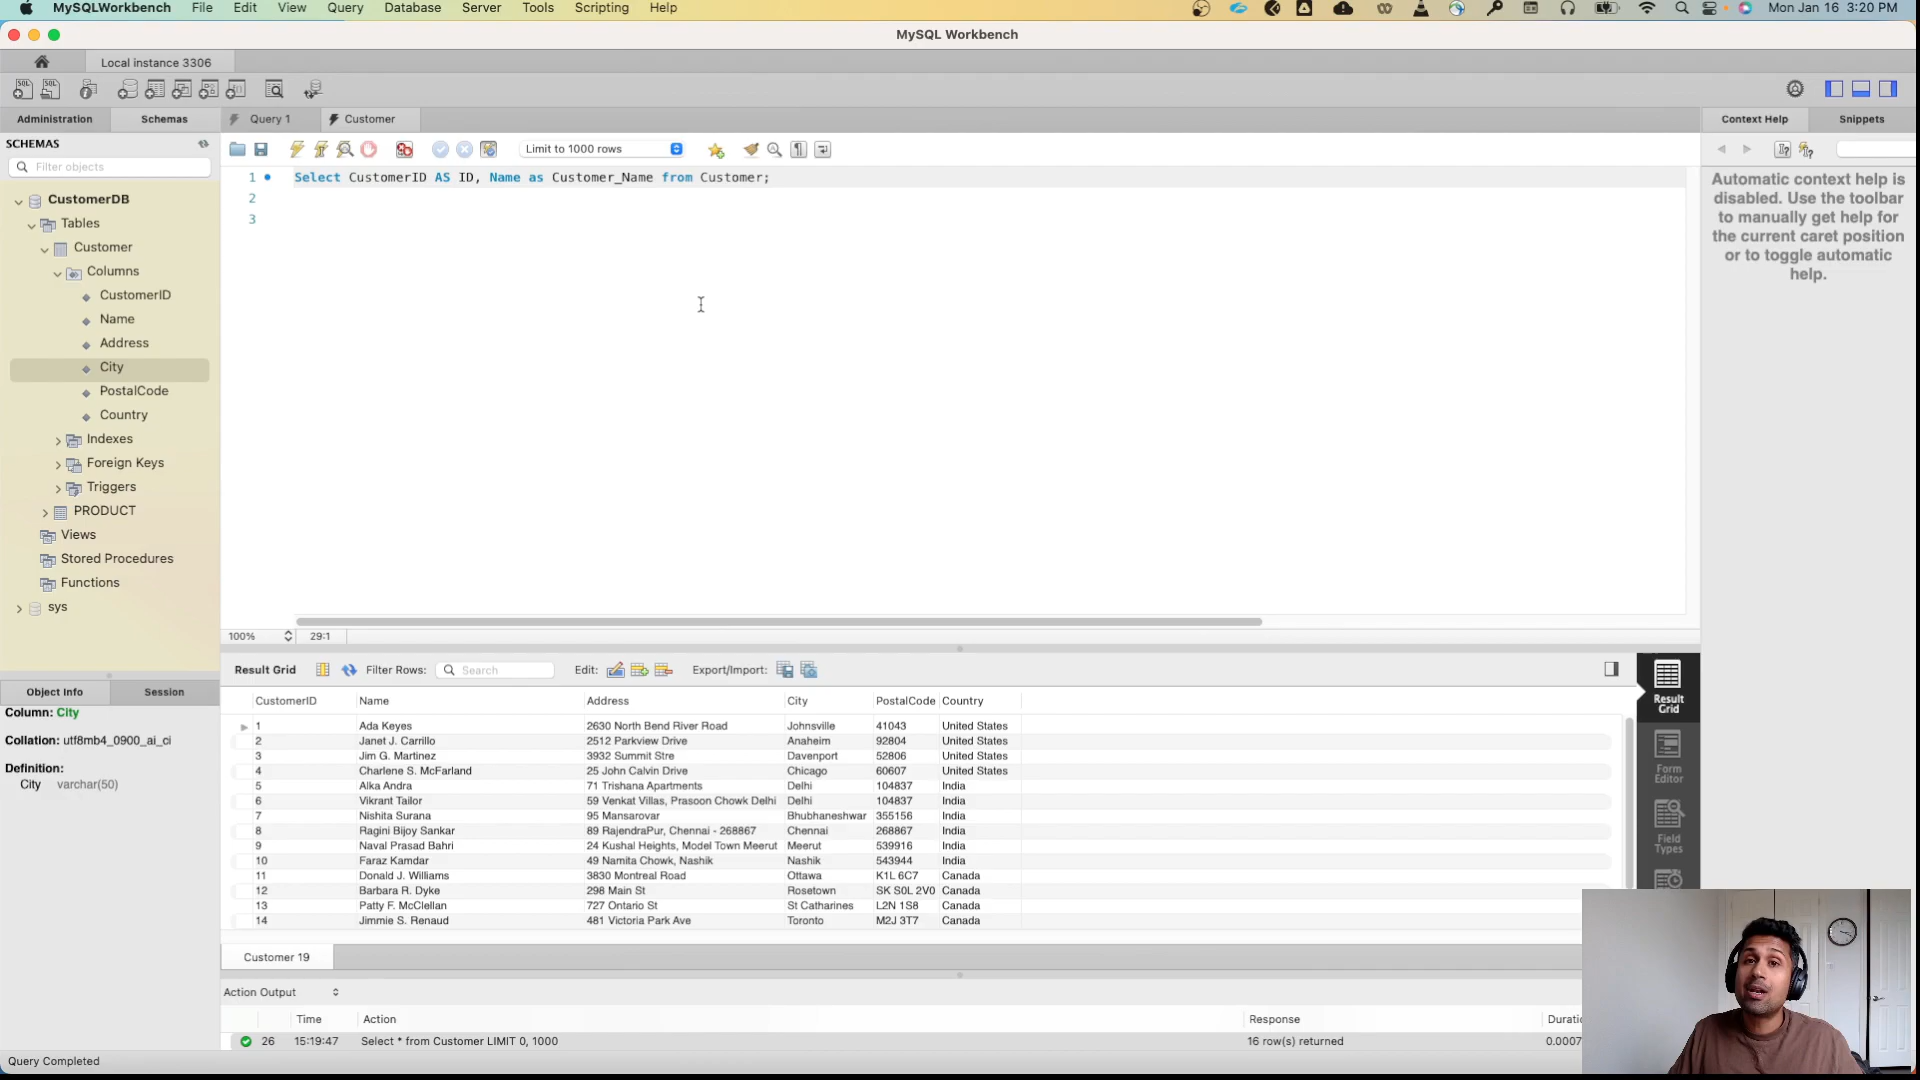 MySQLWorkbench File Edit View Query Database Server Tools Scripting Help Mon Jan 16 3:20 PM
MySQL Workbench
Local instance 3306
Administration Schemas Query 1 Customer Context Help Snippets
SCHEMAS
Filter objects
Limit to 1000 rows
CustomerDB
Tables
Customer
Columns
CustomerID
Name
Address
City
PostalCode
Country
Indexes
Foreign Keys
Triggers
PRODUCT
Views
Stored Procedures
Functions
sys
1 Select CustomerID AS ID, Name as Customer_Name from Customer;
2
3
Automatic context help is
disabled. Use the toolbar
to manually get help for
the current caret position
or to toggle automatic
help.
100% 29:1
Object Info Session
Column: City
Collation: utf8mb4_0900_ai_ci
Definition:
City varchar(50)
Result Grid Filter Rows: Search Edit: Export/Import:
CustomerID Name Address City PostalCode Country
1 Ada Keyes 2630 North Bend River Road Johnsville 41043 United States
2 Janet J. Carrillo 2512 Parkview Drive Anaheim 92804 United States
3 Jim G. Martinez 3932 Summit Stre Davenport 52806 United States
4 Charlene S. McFarland 25 John Calvin Drive Chicago 60607 United States
5 Alka Andra 71 Trishana Apartments Delhi 104837 India
6 Vikrant Tailor 59 Venkat Villas, Prasoon Chowk Delhi Delhi 104837 India
7 Nishita Surana 95 Mansarovar Bhubhaneshwar 355156 India
8 Ragini Bijoy Sankar 89 RajendraPur, Chennai - 268867 Chennai 268867 India
9 Naval Prasad Bahri 24 Kushal Heights, Model Town Meerut Meerut 539916 India
10 Faraz Kamdar 49 Namita Chowk, Nashik Nashik 543944 India
11 Donald J. Williams 3830 Montreal Road Ottawa K1L 6C7 Canada
12 Barbara R. Dyke 298 Main St Rosetown SK S0L 2V0 Canada
13 Patty F. McClellan 727 Ontario St St Catharines L2N 1S8 Canada
14 Jimmie S. Renaud 481 Victoria Park Ave Toronto M2J 3T7 Canada
Result
Grid
Form
Editor
Field
Types
Customer 19
Action Output
Time Action Response Duratic
26 15:19:47 Select * from Customer LIMIT 0, 1000 16 row(s) returned 0.0007
Query Completed